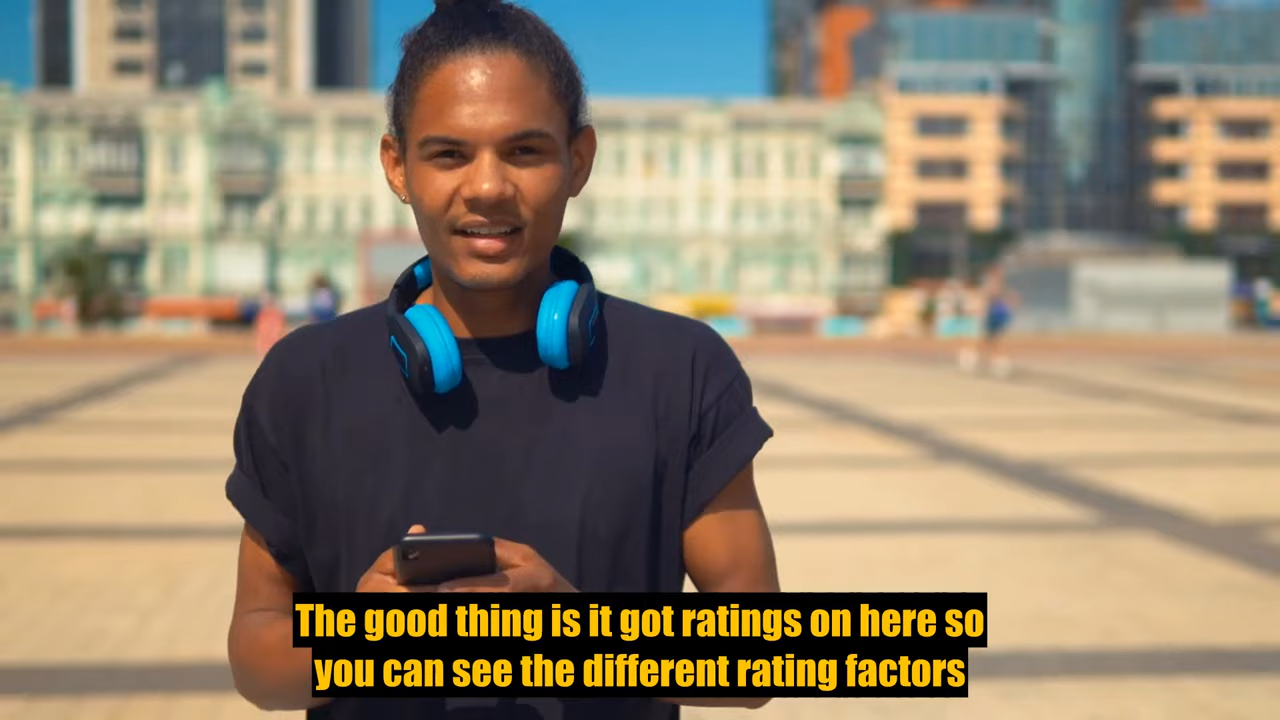 The good thing is it got ratings on here so
you can see the different rating factors